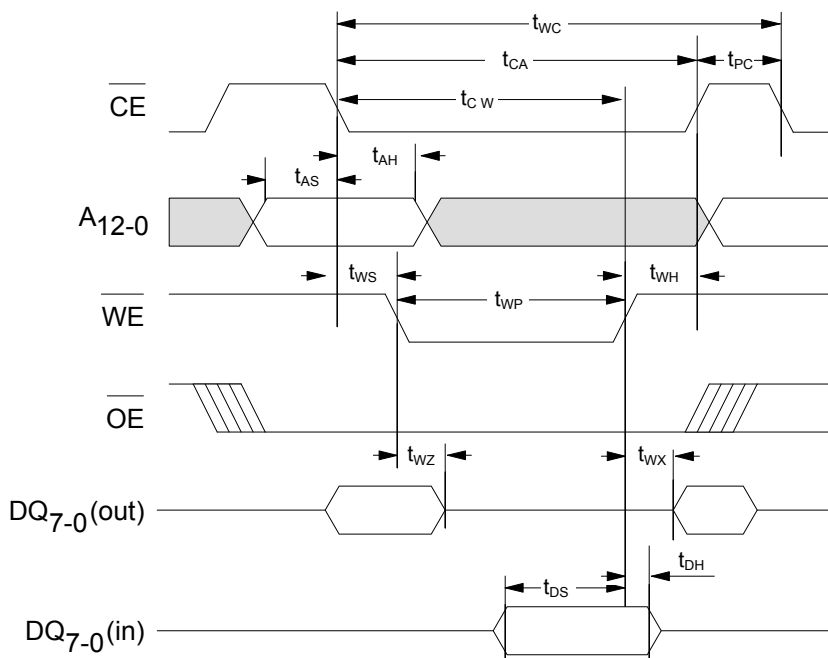 tWC
tCA
tPC
CE
tC W
tAH
tAS
A12-0
tWS
tWH
tWP
WE
OE
tWZ
tWX
DQ7-0(out)
tDH
tDS
DQ7-0(in)